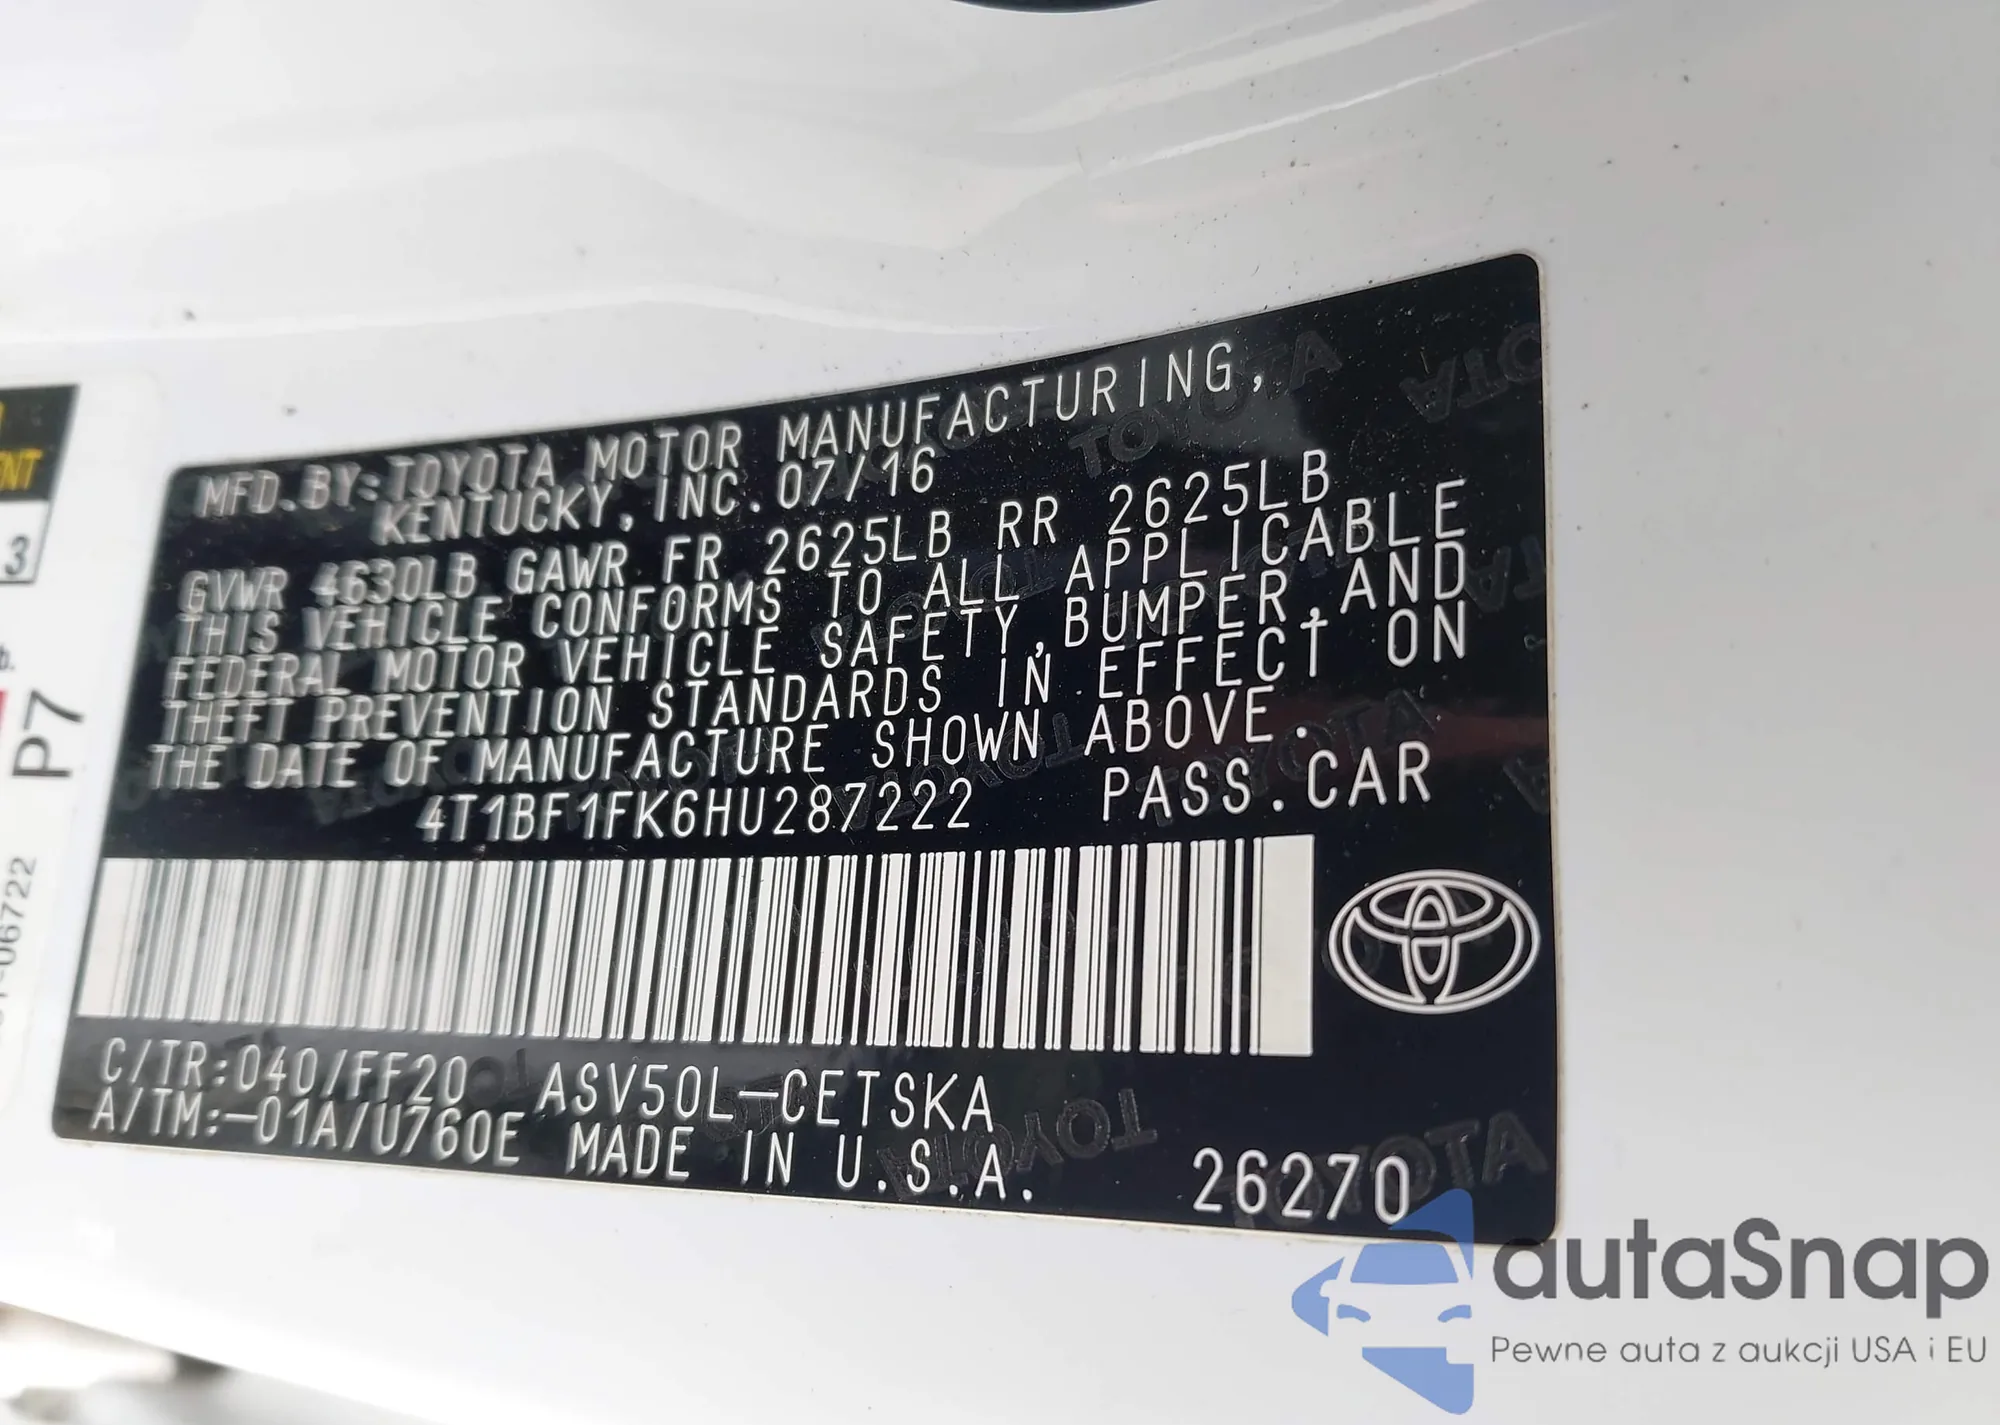 MFD.BY:TOYOTA MOTOR MANUFACTURING,
KENTUCKY, INC. 07/16
GVWR 4630LB GAWR FR 2625LB RR 2625LB
THIS VEHICLE CONFORMS TO ALL APPLICABLE
FEDERAL MOTOR VEHICLE SAFETY,BUMPER,AND
THEFT PREVENTION STANDARDS IN EFFECT ON
THE DATE OF MANUFACTURE SHOWN ABOVE.
4T1BF1FK6HU287222 PASS.CAR
C/TR:040/FF20 ASV50L-CETSKA
A/TM:-01A/U760E MADE IN U.S.A.
26270
3
P7
06722
autaSnap
Pewne auta z aukcji USA i EU